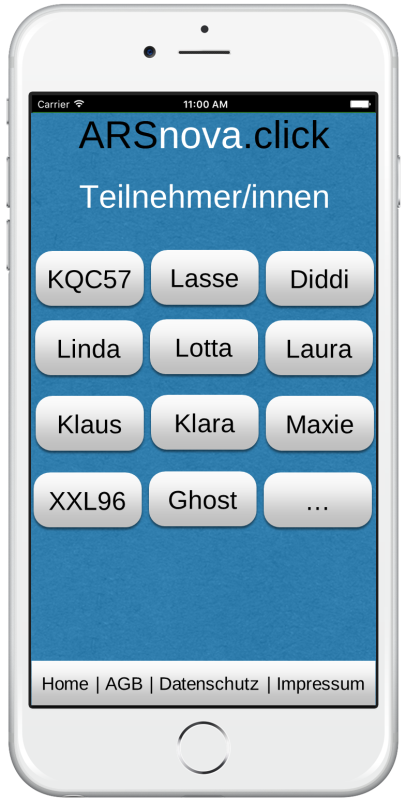 Carrier 11:00 AM
ARSnova.click
Teilnehmer/innen
KQC57 Lasse Diddi
Linda Lotta Laura
Klaus Klara Maxie
XXL96 Ghost ...
Home | AGB | Datenschutz | Impressum